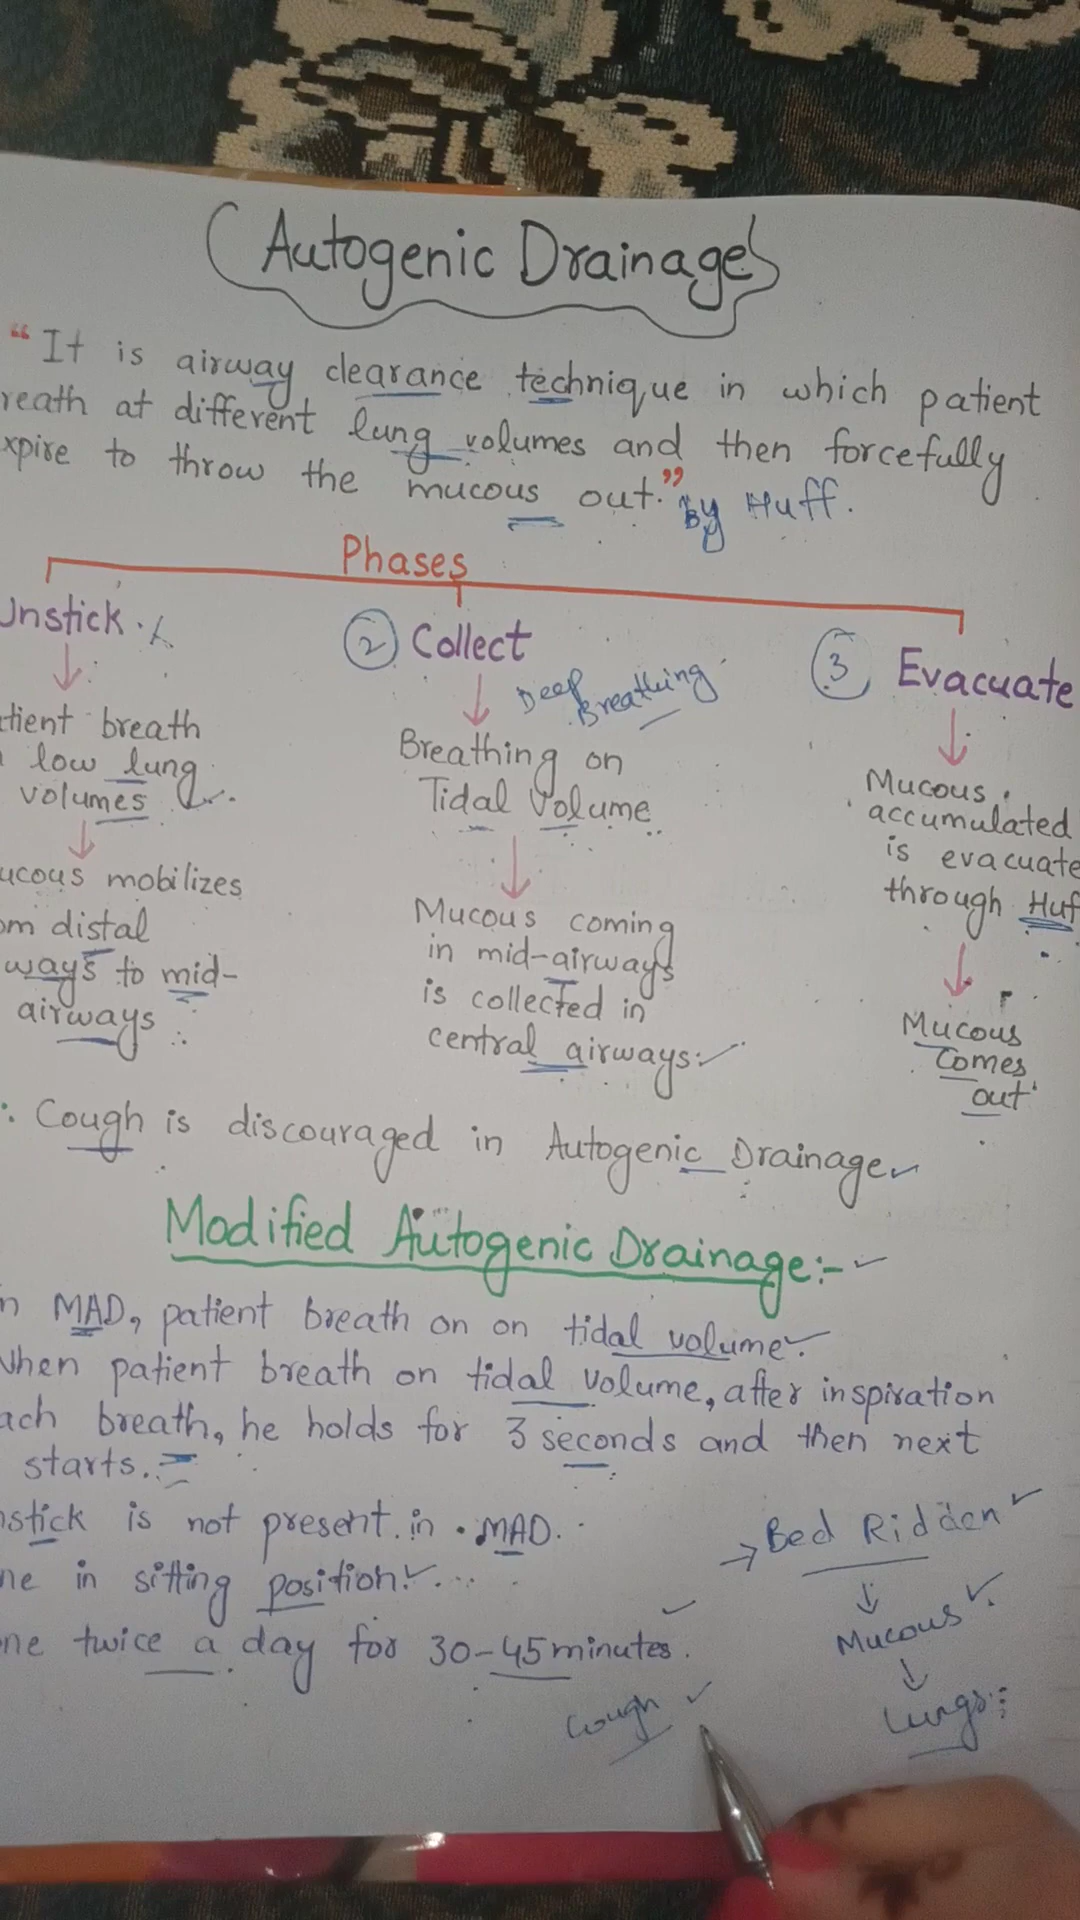 Autogenic Drainage
"It is airway clearance technique in which patient
reath at different lung volumes and then forcefully
xpire to throw the mucous out." By Huff.
Phases
Unstick.
② Collect
③ Evacuate
Deep Breathing
tient breath
low lung
volumes
ucous mobilizes
om distal
ways to mid-
airways
Breathing on
Tidal Volume
Mucous coming
in mid-airways
is collected in
central airways
Mucous
accumulated
is evacuate
through Huf
Mucous
Comes
out
∴ Cough is discouraged in Autogenic Drainage
Modified Autogenic Drainage:-
n MAD, patient breath on on tidal volume.
When patient breath on tidal volume, after inspiration
ach breath, he holds for 3 seconds and then next
starts.
nstick is not present in MAD.
ne in sitting position.
ne twice a day for 30-45 minutes.
→ Bed Ridden ✓
↓
Mucous ✓
↓
Lungs
Cough ✓